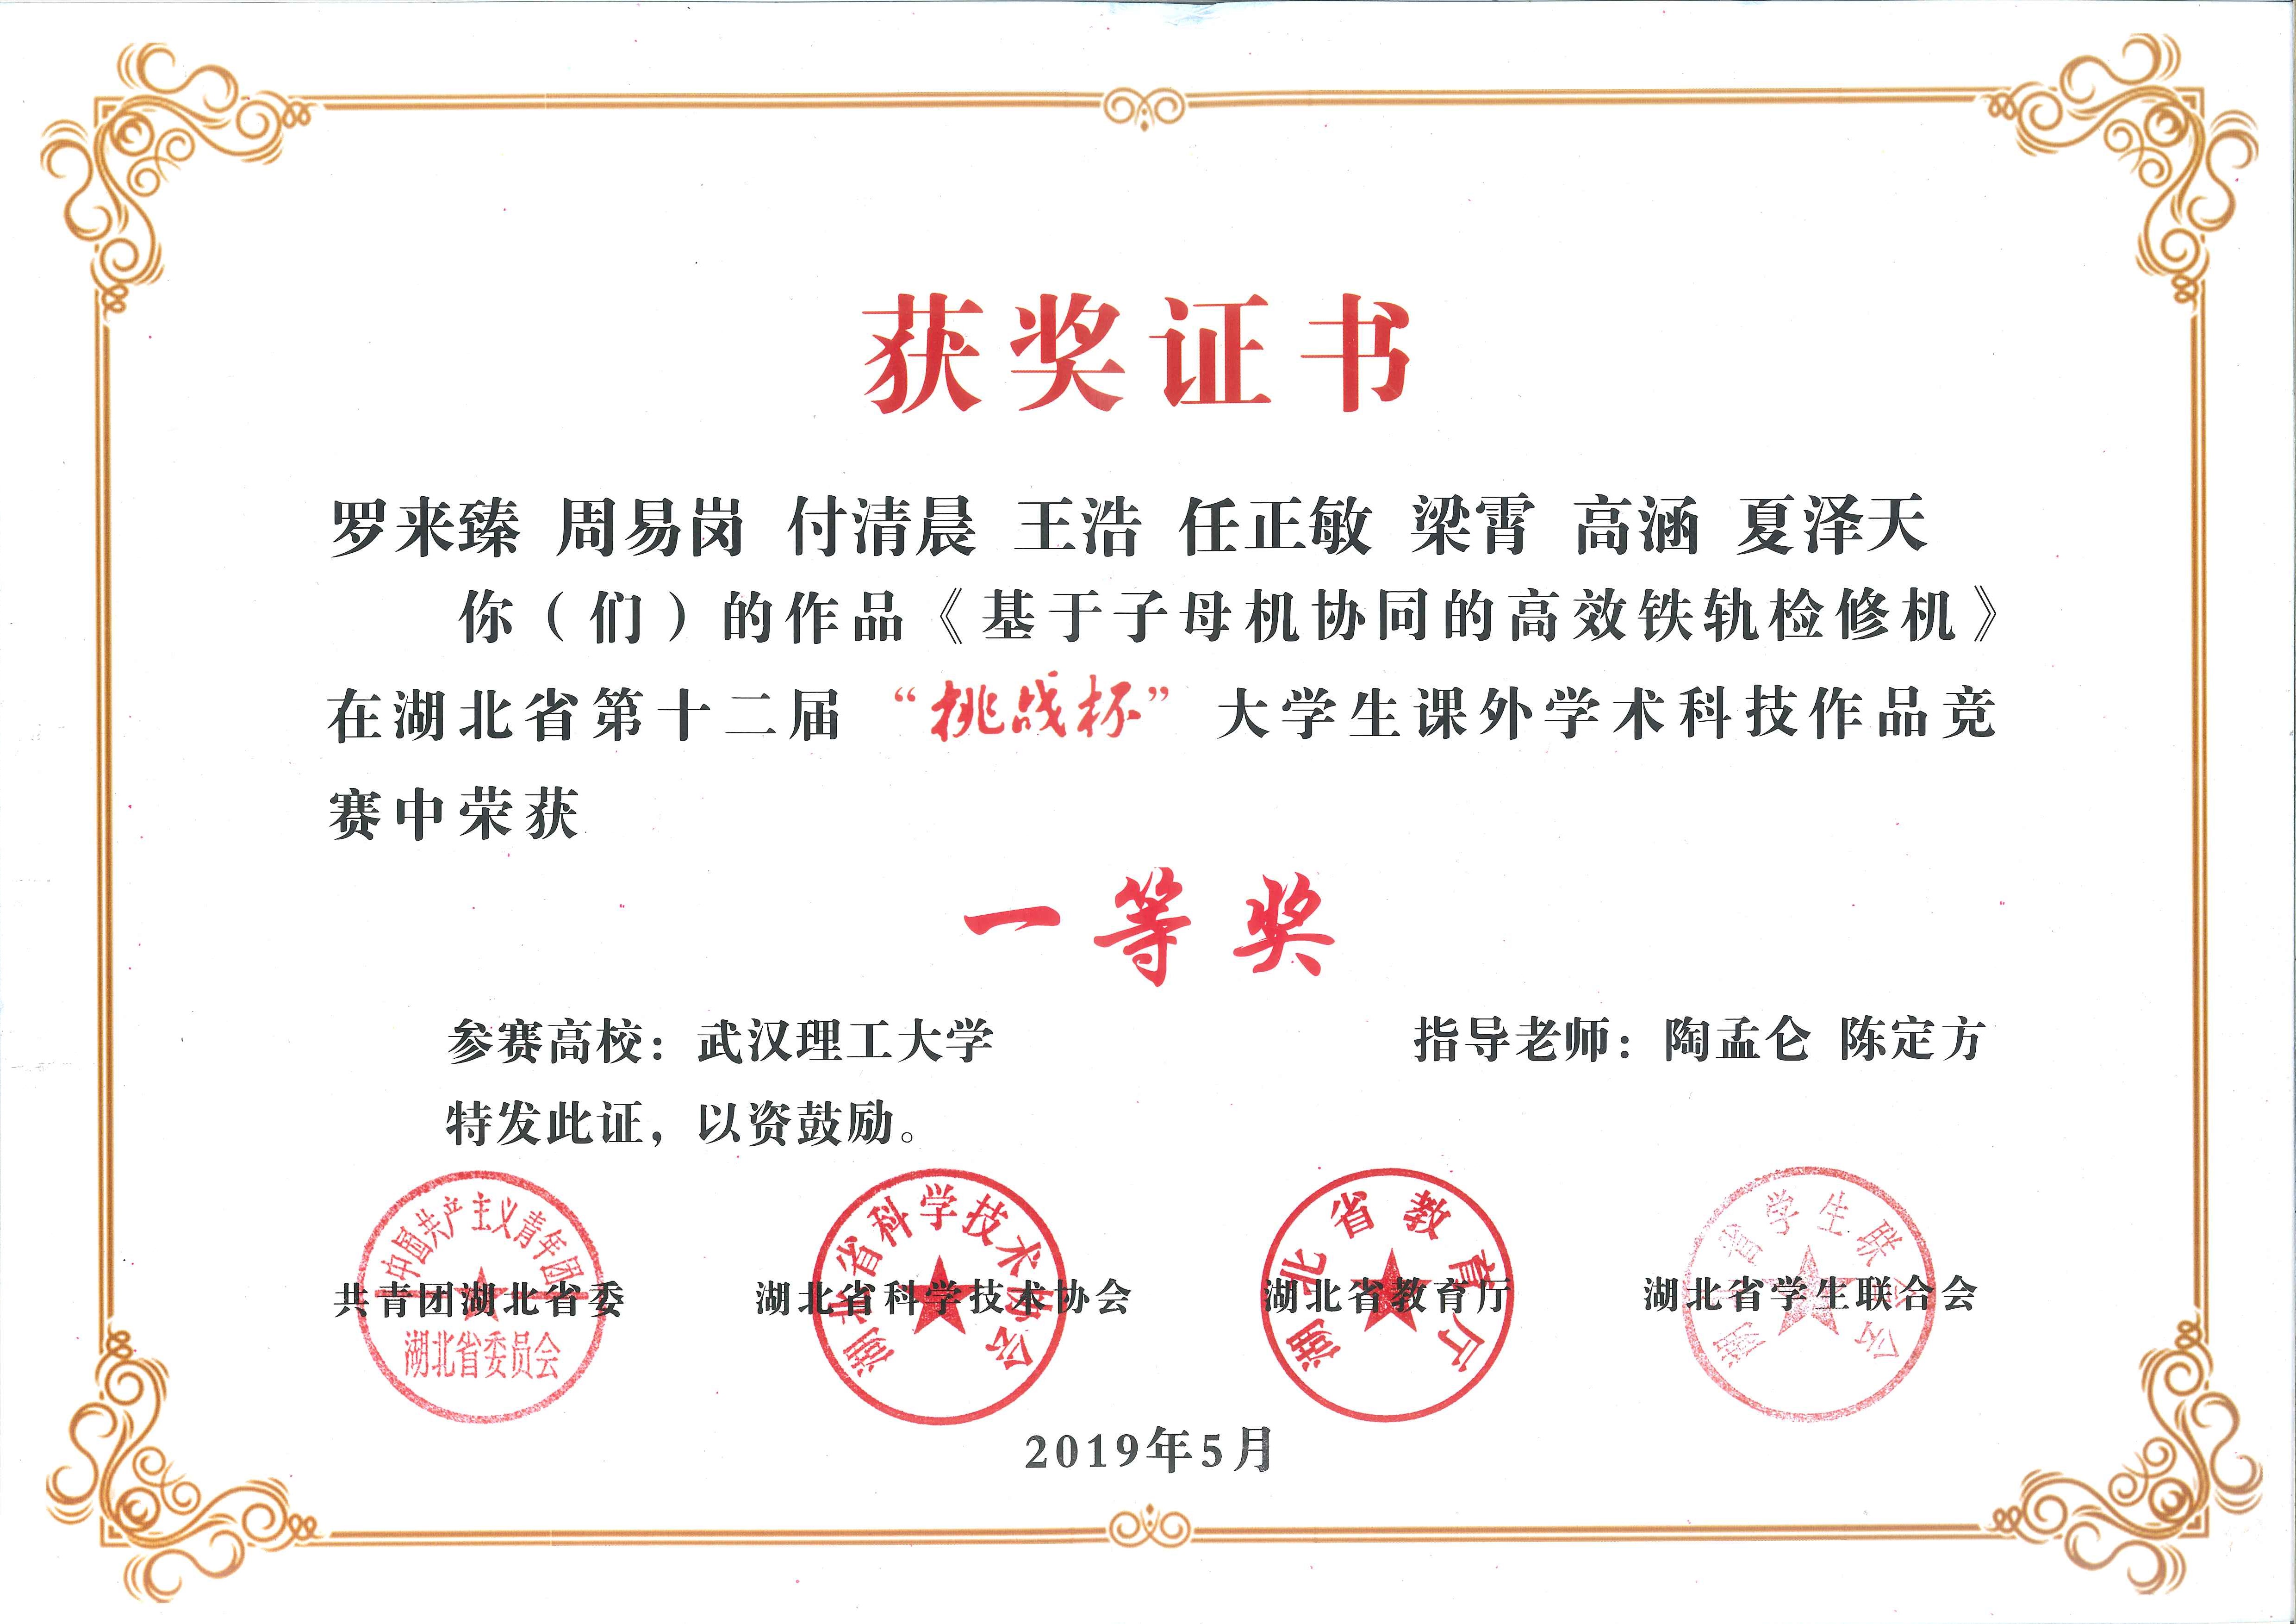 获奖证书
罗来臻 周易岗 付清晨 王浩 任正敏 梁霄 高涵 夏泽天
你（们）的作品《基于子母机协同的高效铁轨检修机》
在湖北省第十二届“挑战杯”大学生课外学术科技作品竞
赛中荣获
一等奖
参赛高校：武汉理工大学 指导老师：陶孟仑 陈定方
特发此证，以资鼓励。
中国共产主义青年团
湖北省委员会
共青团湖北省委
湖北省科学技术协会
湖北省科学技术协会
湖北省教育厅
湖北省教育厅
湖北省学生联合会
湖北省学生联合会
2019年5月